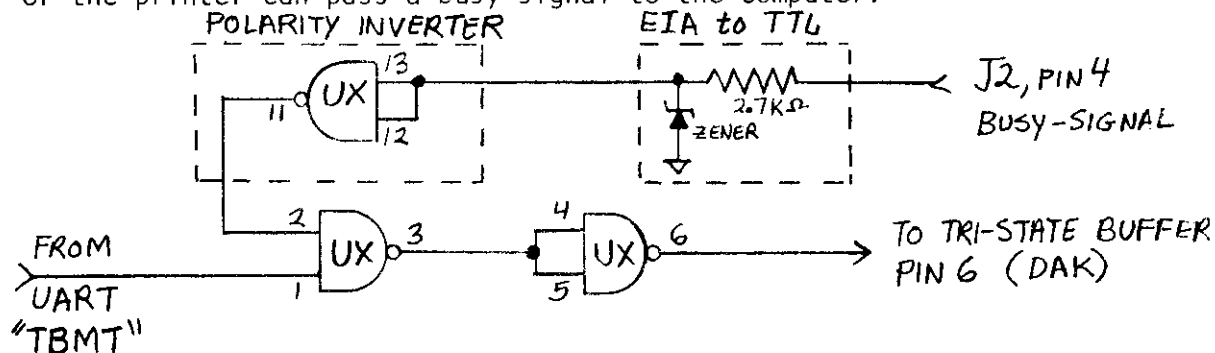 of the printer can pass a busy signal to the computer.
POLARITY INVERTER
EIA to TTL
13
UX
11
12
2.7KΩ
ZENER
J2, PIN 4
BUSY-SIGNAL
2
UX
3
1
4
UX
6
5
FROM
UART
"TBMT"
TO TRI-STATE BUFFER
PIN 6 (DAK)